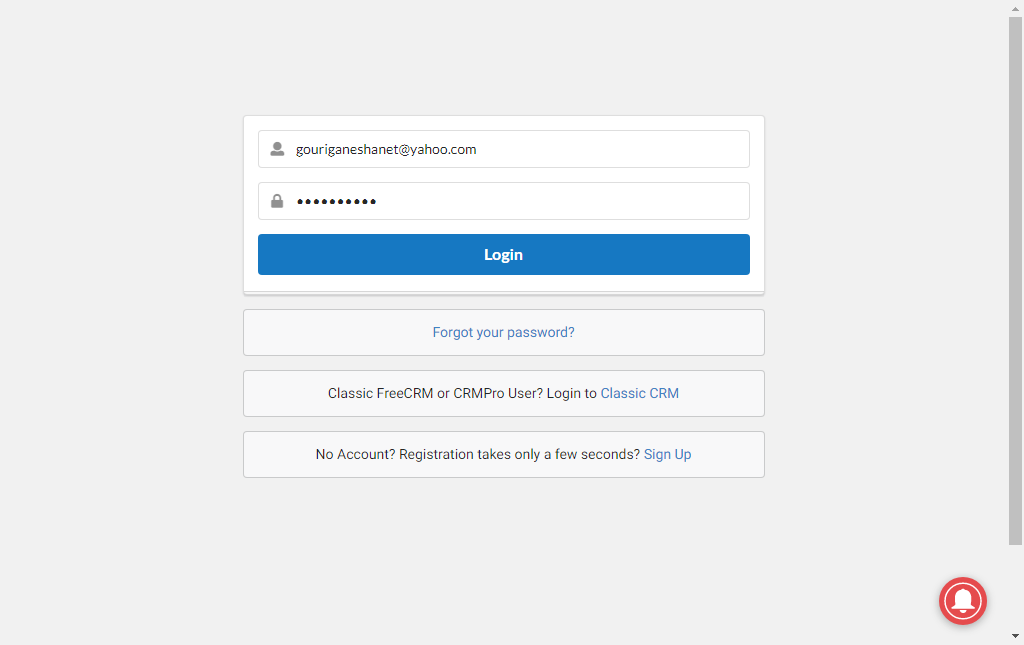 gouriganeshanet@yahoo.com
••••••••••
Login
Forgot your password?
Classic FreeCRM or CRMPro User? Login to Classic CRM
No Account? Registration takes only a few seconds? Sign Up